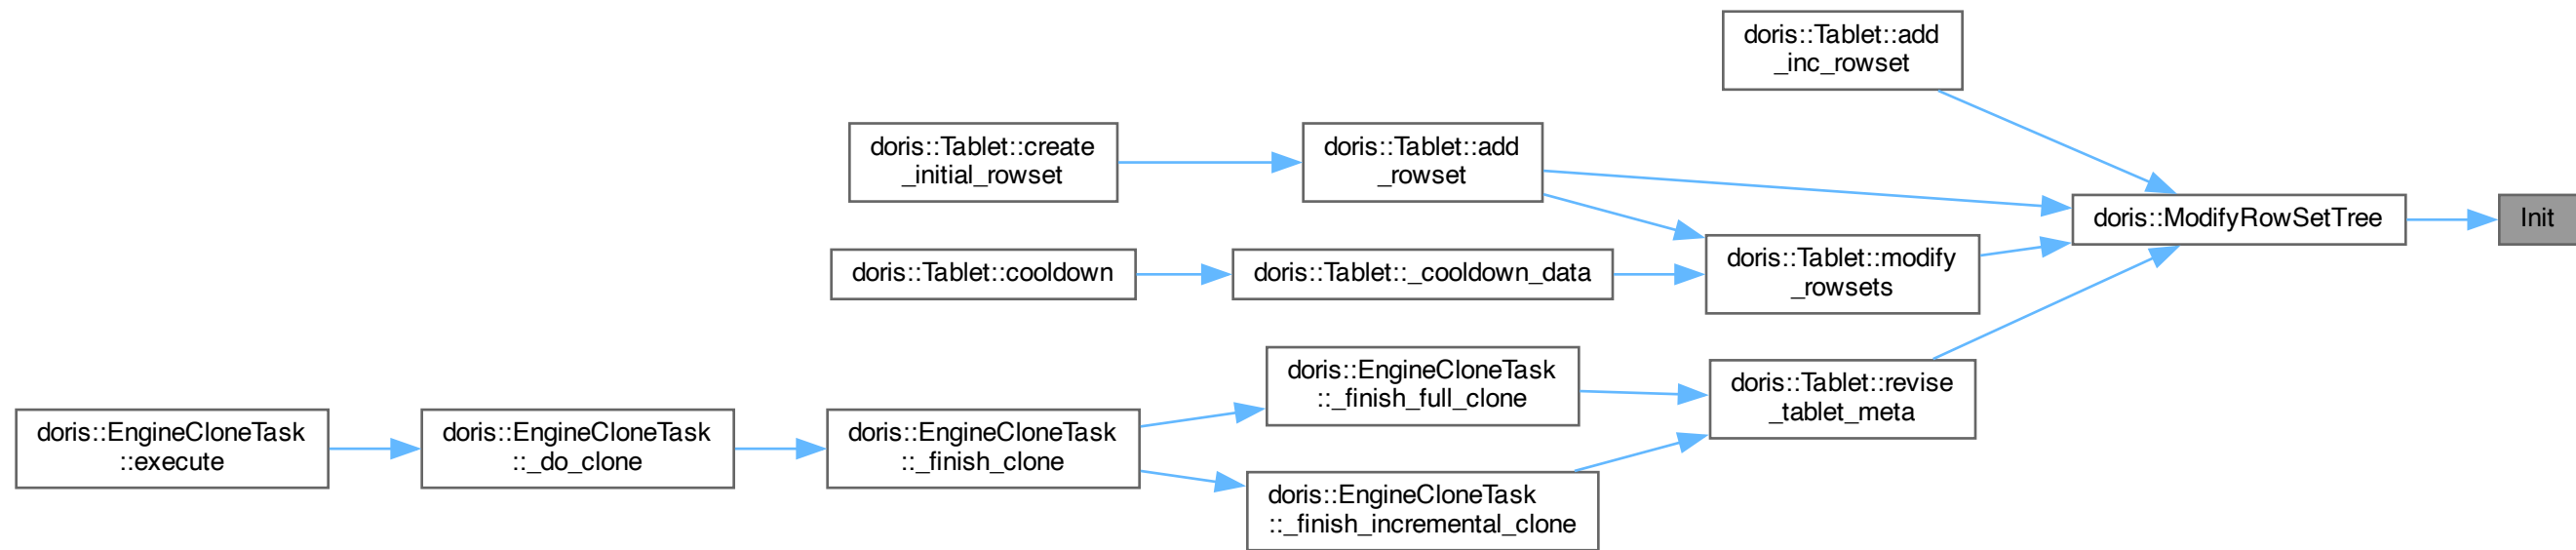 doris::Tablet::add
_inc_rowset
doris::Tablet::create
_initial_rowset
doris::Tablet::add
_rowset
doris::ModifyRowSetTree
Init
doris::Tablet::cooldown
doris::Tablet::_cooldown_data
doris::Tablet::modify
_rowsets
doris::EngineCloneTask
::_finish_full_clone
doris::Tablet::revise
_tablet_meta
doris::EngineCloneTask
::execute
doris::EngineCloneTask
::_do_clone
doris::EngineCloneTask
::_finish_clone
doris::EngineCloneTask
::_finish_incremental_clone